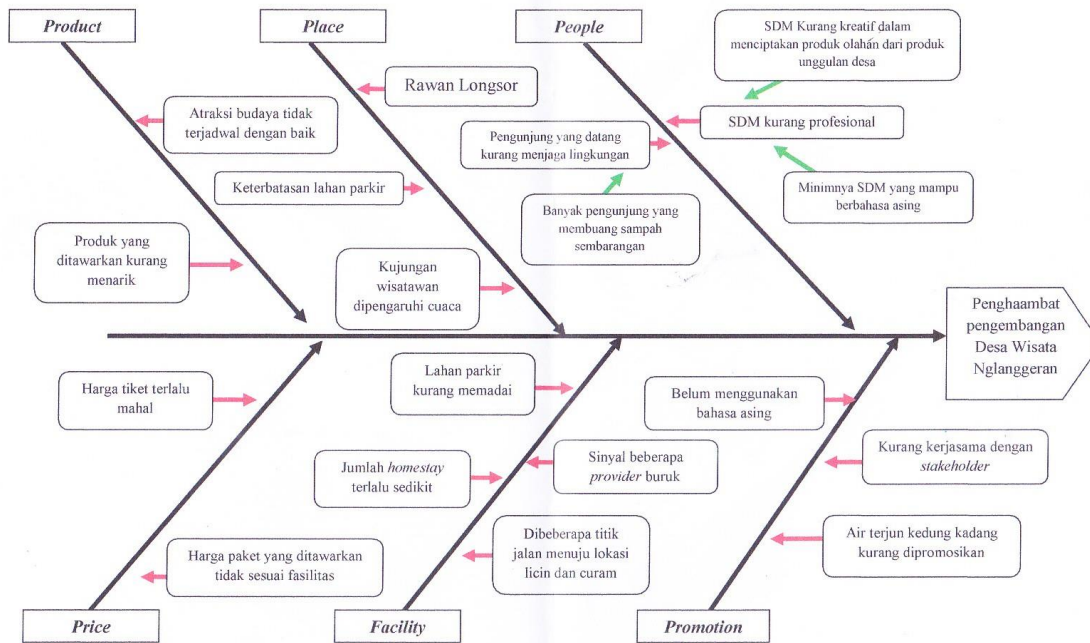 Product
Place
People
SDM Kurang kreatif dalam
menciptakan produk olahan dari produk
unggulan desa
Rawan Longsor
Atraksi budaya tidak
terjadwal dengan baik
Pengunjung yang datang
kurang menjaga lingkungan
SDM kurang profesional
Keterbatasan lahan parkir
Banyak pengunjung yang
membuang sampah
sembarangan
Minimnya SDM yang mampu
berbahasa asing
Produk yang
ditawarkan kurang
menarik
Kujungan
wisatawan
dipengaruhi cuaca
Penghaambat
pengembangan
Desa Wisata
Nglanggeran
Harga tiket terlalu
mahal
Lahan parkir
kurang memadai
Belum menggunakan
bahasa asing
Jumlah homestay
terlalu sedikit
Sinyal beberapa
provider buruk
Kurang kerjasama dengan
stakeholder
Harga paket yang ditawarkan
tidak sesuai fasilitas
Dibeberapa titik
jalan menuju lokasi
licin dan curam
Air terjun kedung kadang
kurang dipromosikan
Price
Facility
Promotion